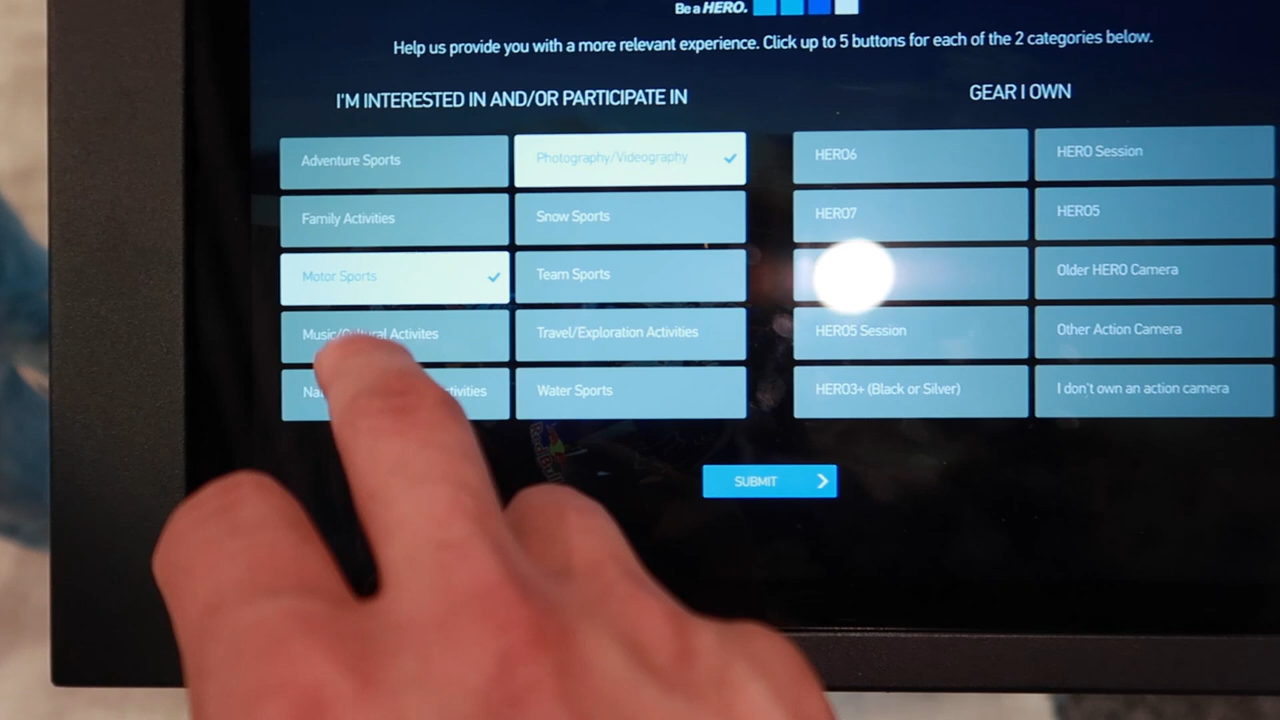 Be a HERO.
Help us provide you with a more relevant experience. Click up to 5 buttons for each of the 2 categories below.
I'M INTERESTED IN AND/OR PARTICIPATE IN
Adventure Sports
Photography/Videography
Family Activities
Snow Sports
Motor Sports
Team Sports
Music/Cultural Activites
Travel/Exploration Activities
Water Sports
GEAR I OWN
HERO6
HERO Session
HERO7
HERO5
Older HERO Camera
HERO5 Session
Other Action Camera
HERO3+ (Black or Silver)
I don't own an action camera
SUBMIT
Red Bull